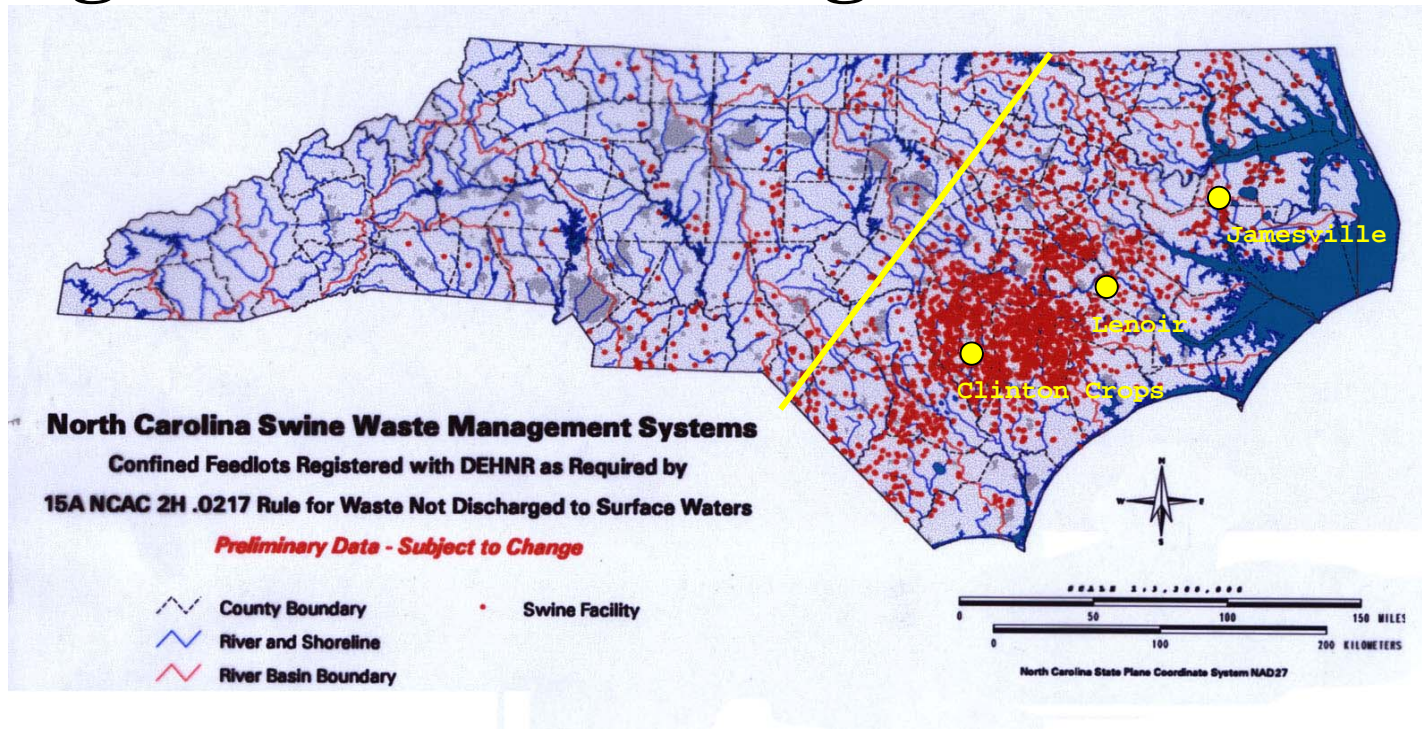 Jamesville
Lenoir
Clinton Crops
North Carolina Swine Waste Management Systems
Confined Feedlots Registered with DEHNR as Required by
15A NCAC 2H .0217 Rule for Waste Not Discharged to Surface Waters
Preliminary Data - Subject to Change
County Boundary
Swine Facility
River and Shoreline
River Basin Boundary
N
W
S
0 50 100 150 MILES
0 100 200 KILOMETERS
North Carolina State Plane Coordinate System NAD27